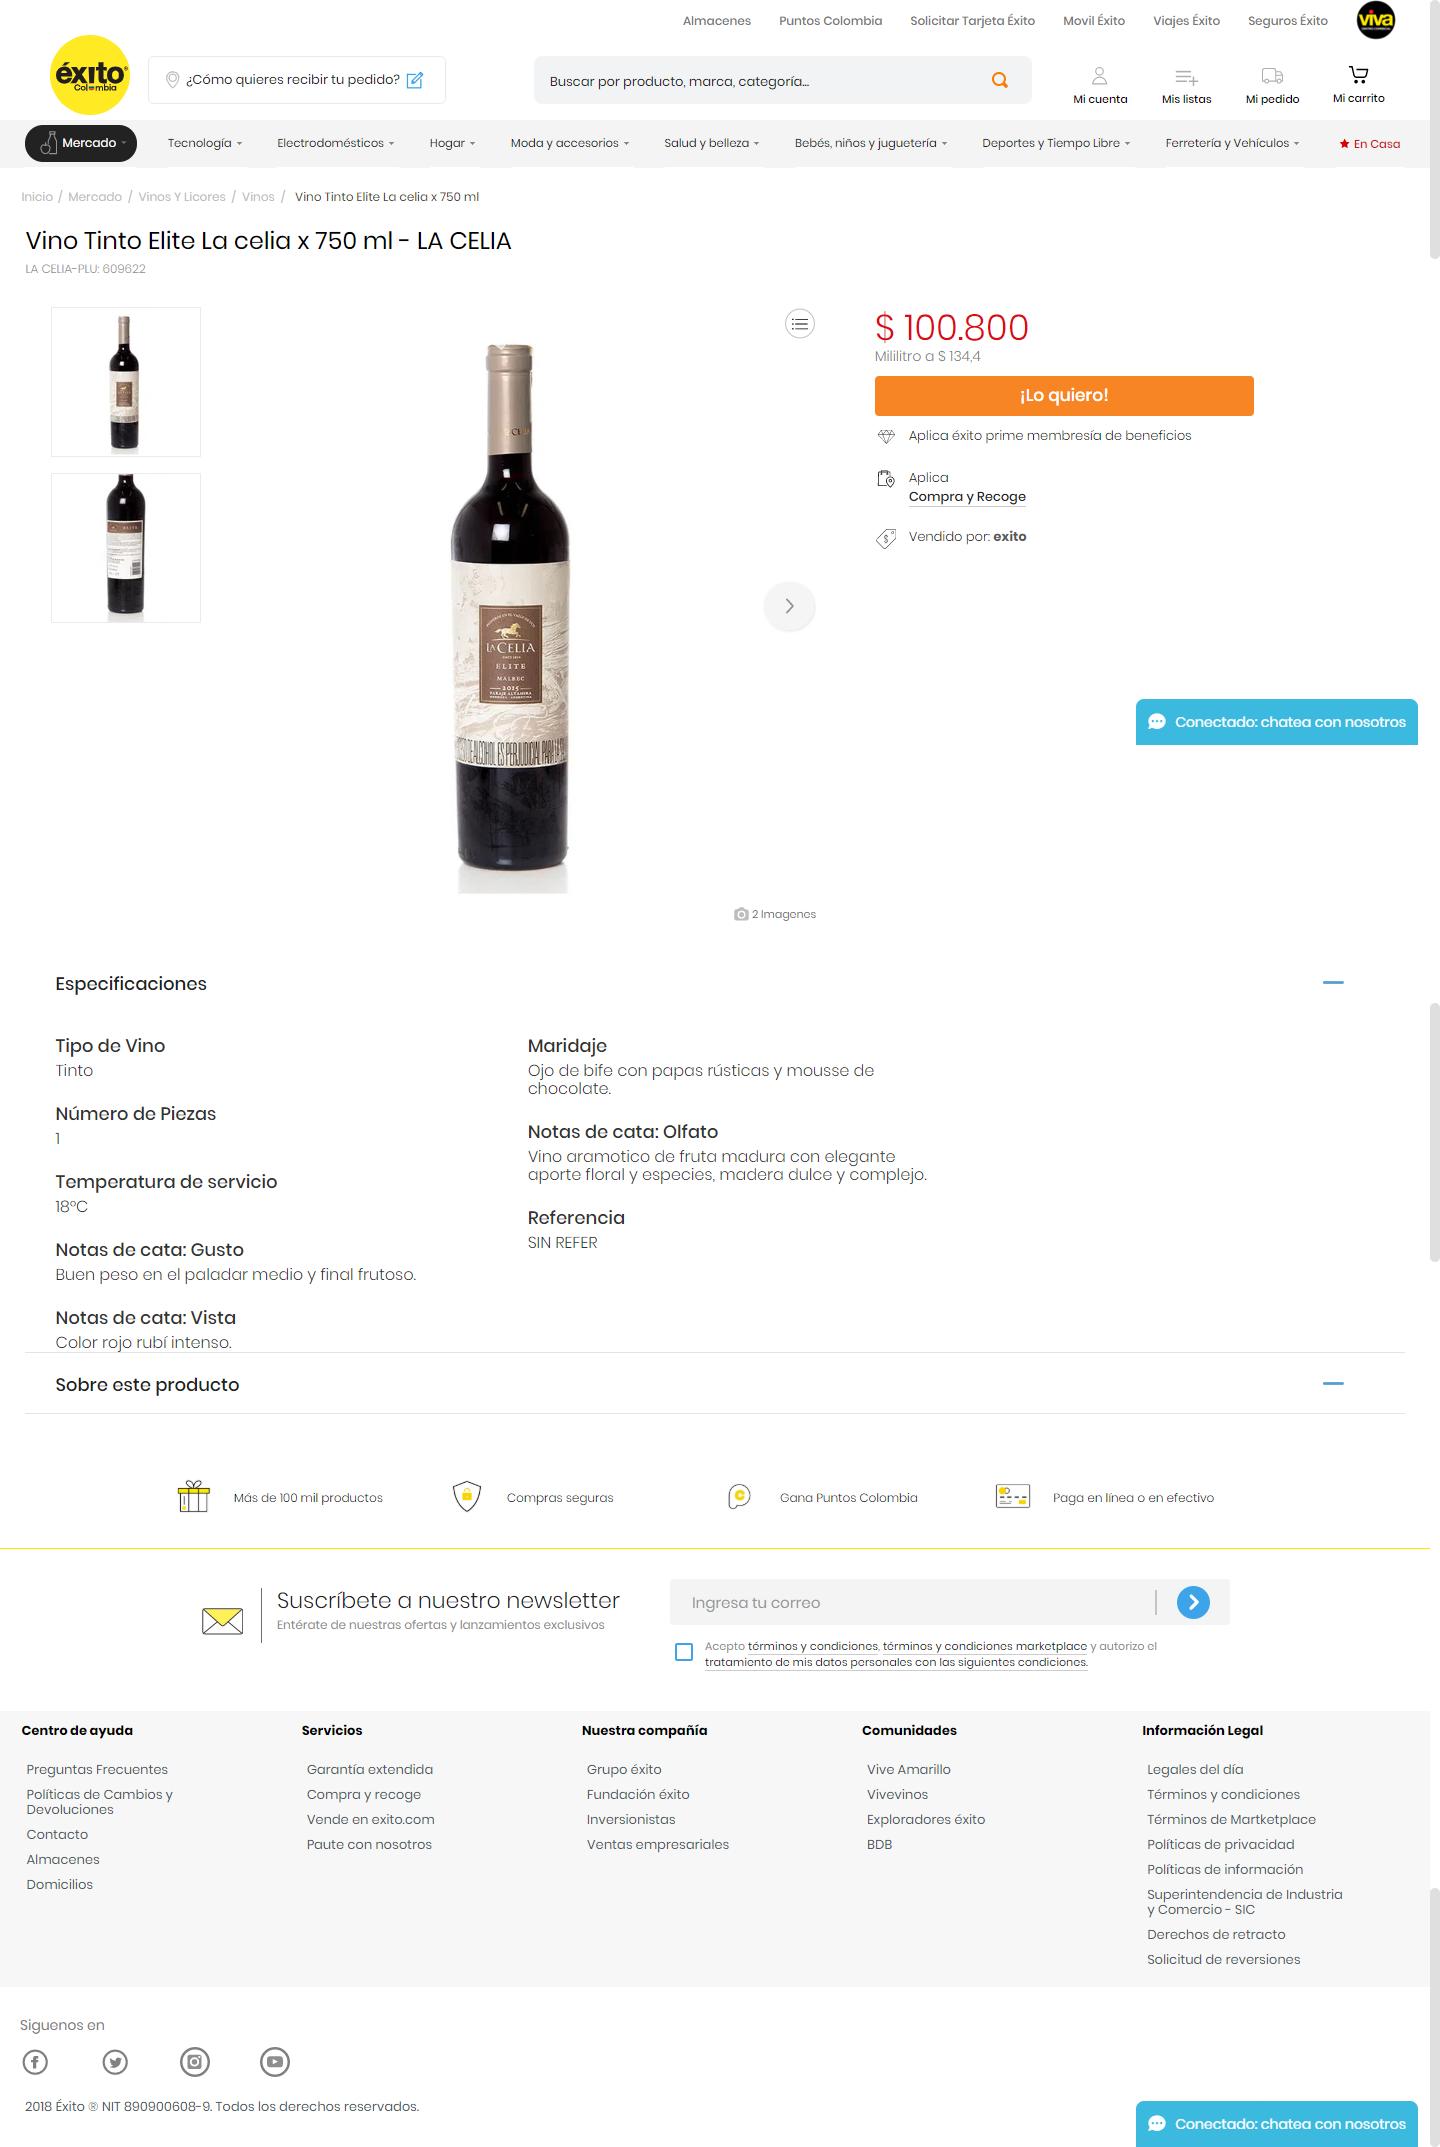 Almacenes
Puntos Colombia
Solicitar Tarjeta Éxito
Movil Éxito
Viajes Éxito
Seguros Éxito
viva
éxito
Colombia
¿Cómo quieres recibir tu pedido?
Buscar por producto, marca, categoría...
Mi cuenta
Mis listas
Mi pedido
Mi carrito
Mercado
Tecnología
Electrodomésticos
Hogar
Moda y accesorios
Salud y belleza
Bebés, niños y juguetería
Deportes y Tiempo Libre
Ferretería y Vehículos
En Casa
Inicio / Mercado / Vinos Y Licores / Vinos / Vino Tinto Elite La celia x 750 ml
Vino Tinto Elite La celia x 750 ml - LA CELIA
LA CELIA-PLU: 609622
LA CELIA
ELITE
MALBEC
2015
$ 100.800
Mililitro a $ 134,4
¡Lo quiero!
Aplica éxito prime membresía de beneficios
Aplica
Compra y Recoge
Vendido por: exito
Conectado: chatea con nosotros
2 Imagenes
Especificaciones
Tipo de Vino
Tinto
Número de Piezas
1
Temperatura de servicio
18°C
Notas de cata: Gusto
Buen peso en el paladar medio y final frutoso.
Notas de cata: Vista
Color rojo rubí intenso.
Maridaje
Ojo de bife con papas rústicas y mousse de
chocolate.
Notas de cata: Olfato
Vino aramotico de fruta madura con elegante
aporte floral y especies, madera dulce y complejo.
Referencia
SIN REFER
Sobre este producto
Más de 100 mil productos
Compras seguras
Gana Puntos Colombia
Paga en línea o en efectivo
Suscríbete a nuestro newsletter
Entérate de nuestras ofertas y lanzamientos exclusivos
Ingresa tu correo
Acepto términos y condiciones, términos y condiciones marketplace y autorizo el
tratamiento de mis datos personales con las siguientes condiciones.
Centro de ayuda
Preguntas Frecuentes
Políticas de Cambios y
Devoluciones
Contacto
Almacenes
Domicilios
Servicios
Garantía extendida
Compra y recoge
Vende en exito.com
Paute con nosotros
Nuestra compañía
Grupo éxito
Fundación éxito
Inversionistas
Ventas empresariales
Comunidades
Vive Amarillo
Vivevinos
Exploradores éxito
BDB
Información Legal
Legales del día
Términos y condiciones
Términos de Martketplace
Políticas de privacidad
Políticas de información
Superintendencia de Industria
y Comercio - SIC
Derechos de retracto
Solicitud de reversiones
Siguenos en
2018 Éxito ® NIT 890900608-9. Todos los derechos reservados.
Conectado: chatea con nosotros